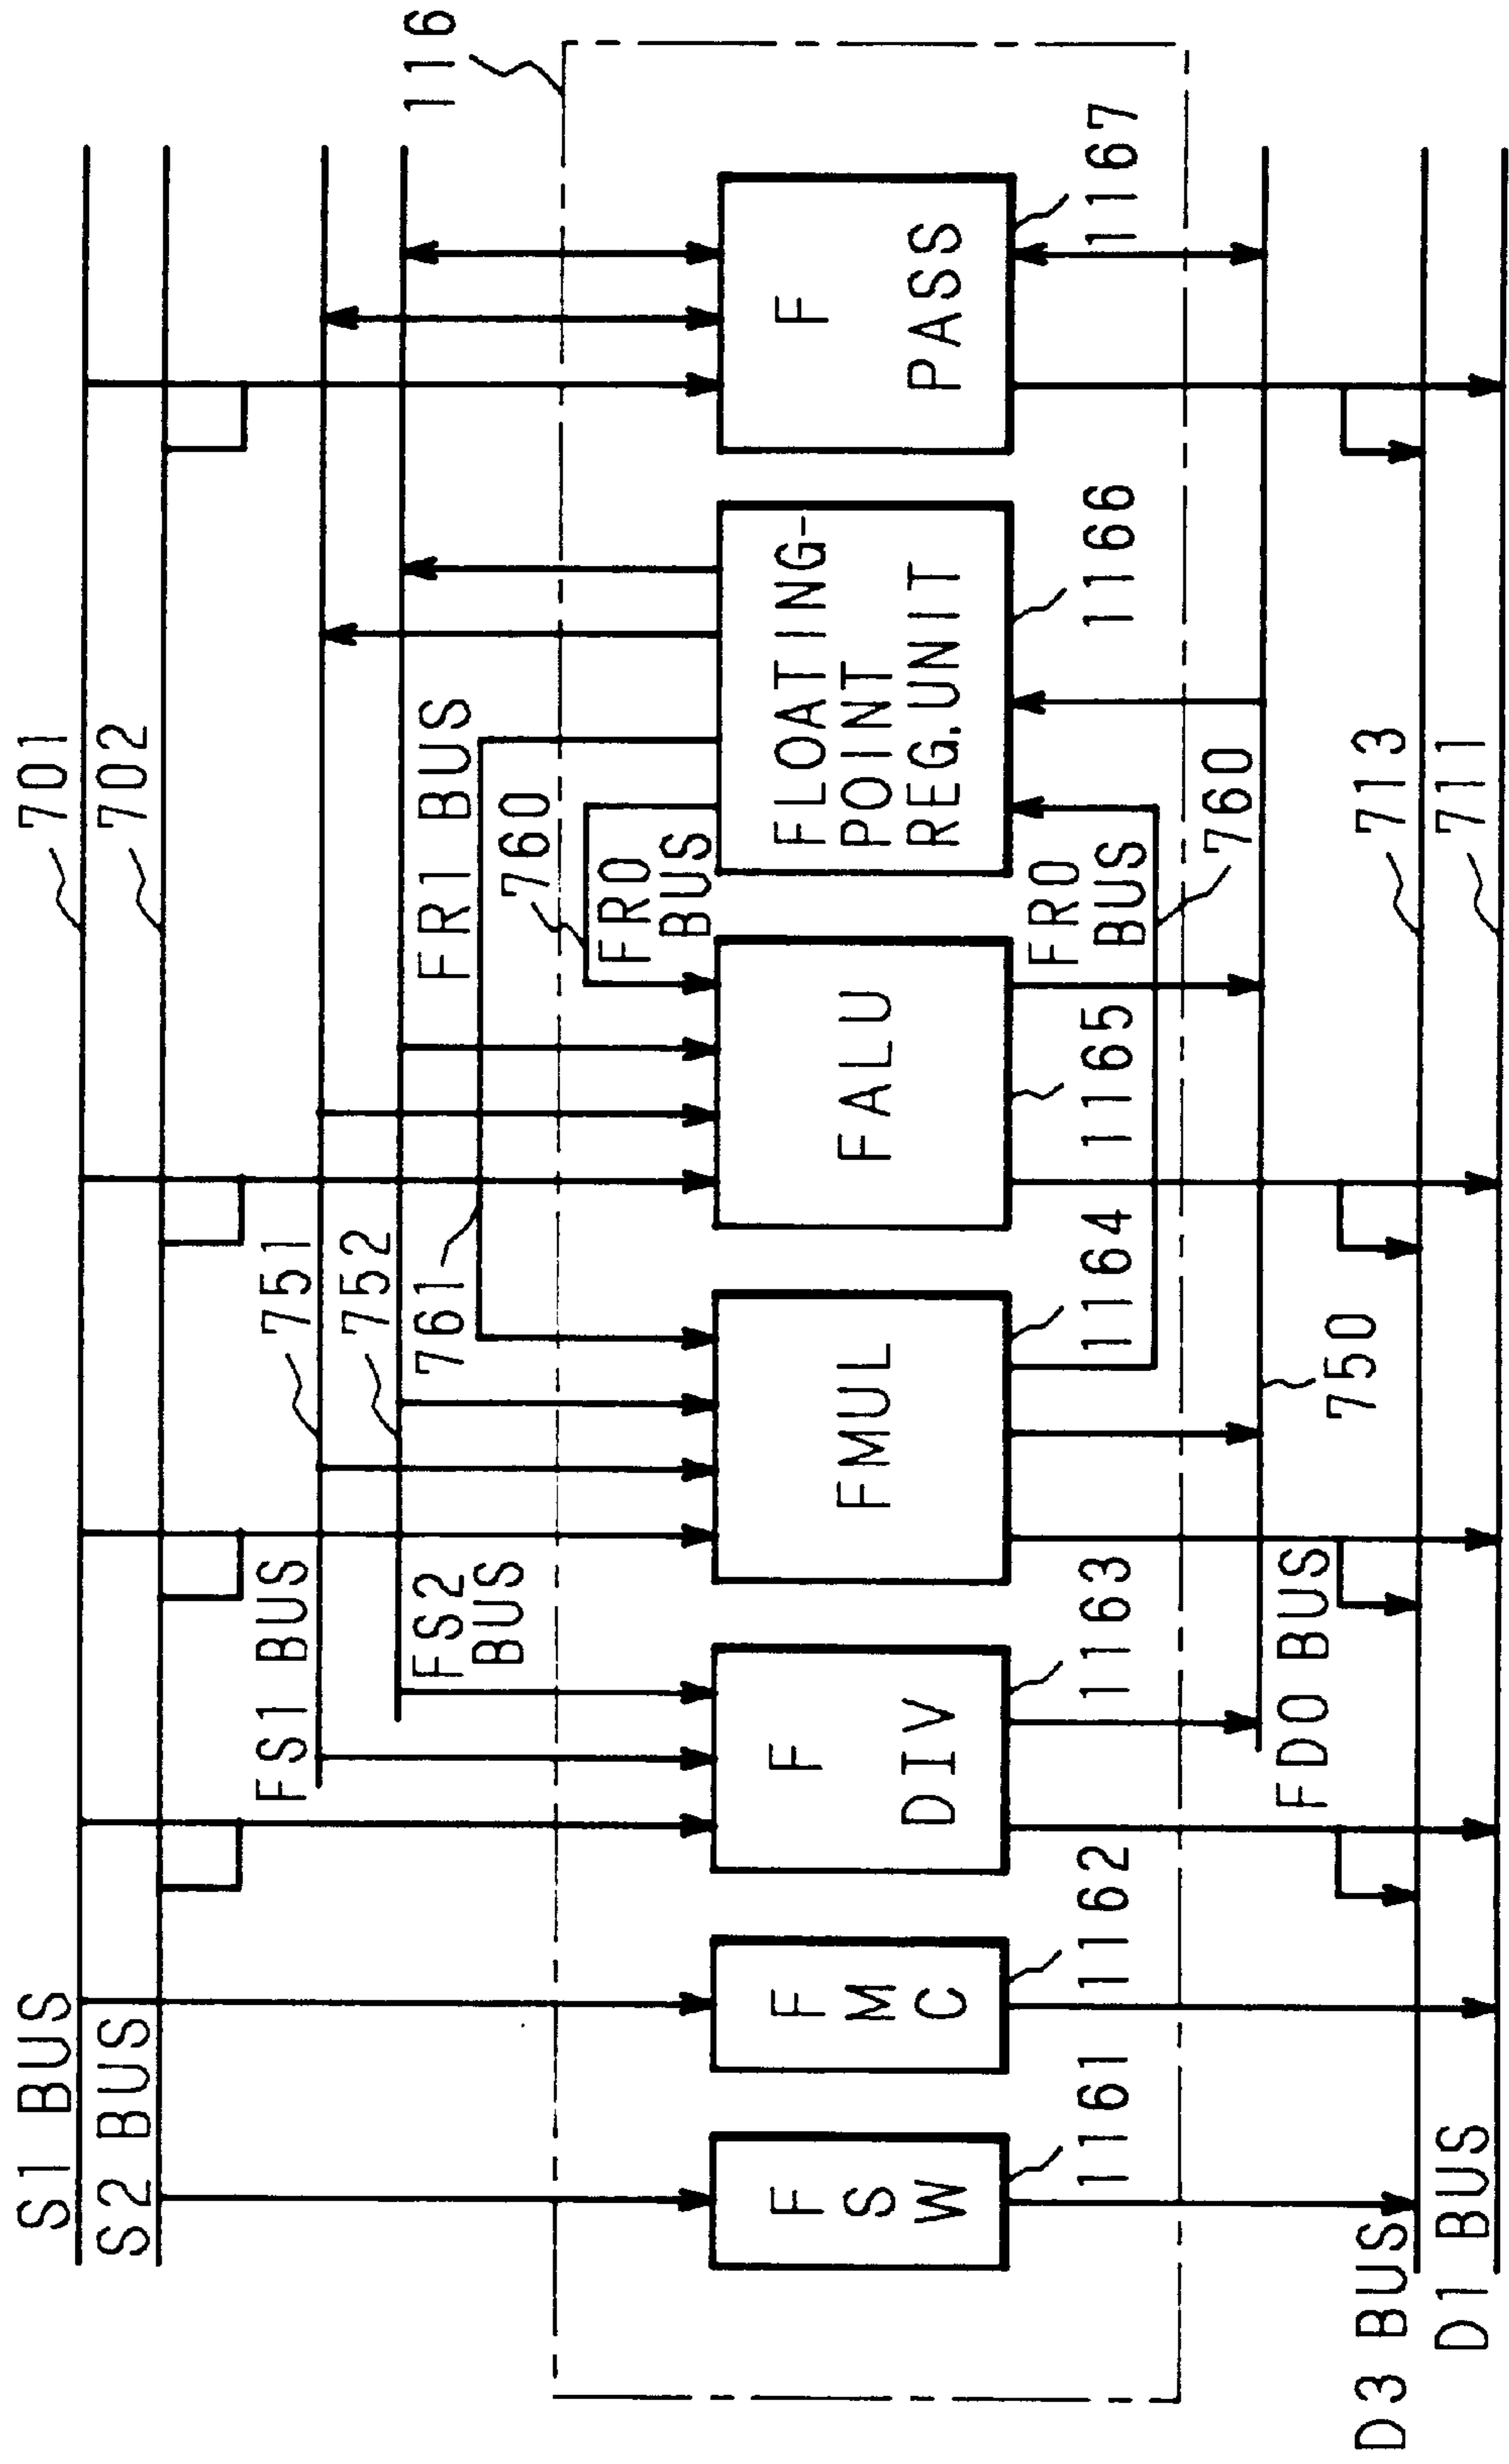 S1 BUS
701
S2 BUS
702
116
FS1 BUS
751
FS2
BUS
752
761
FR1 BUS
760
FR0
BUS
F
S
W
F
M
C
F
DIV
FMUL
FALU
FLOATING-
POINT
REG.UNIT
F
PASS
1161
1162
1163
1164
1165
1166
1167
FR0
BUS
760
FD0 BUS
750
D3 BUS
713
D1 BUS
711